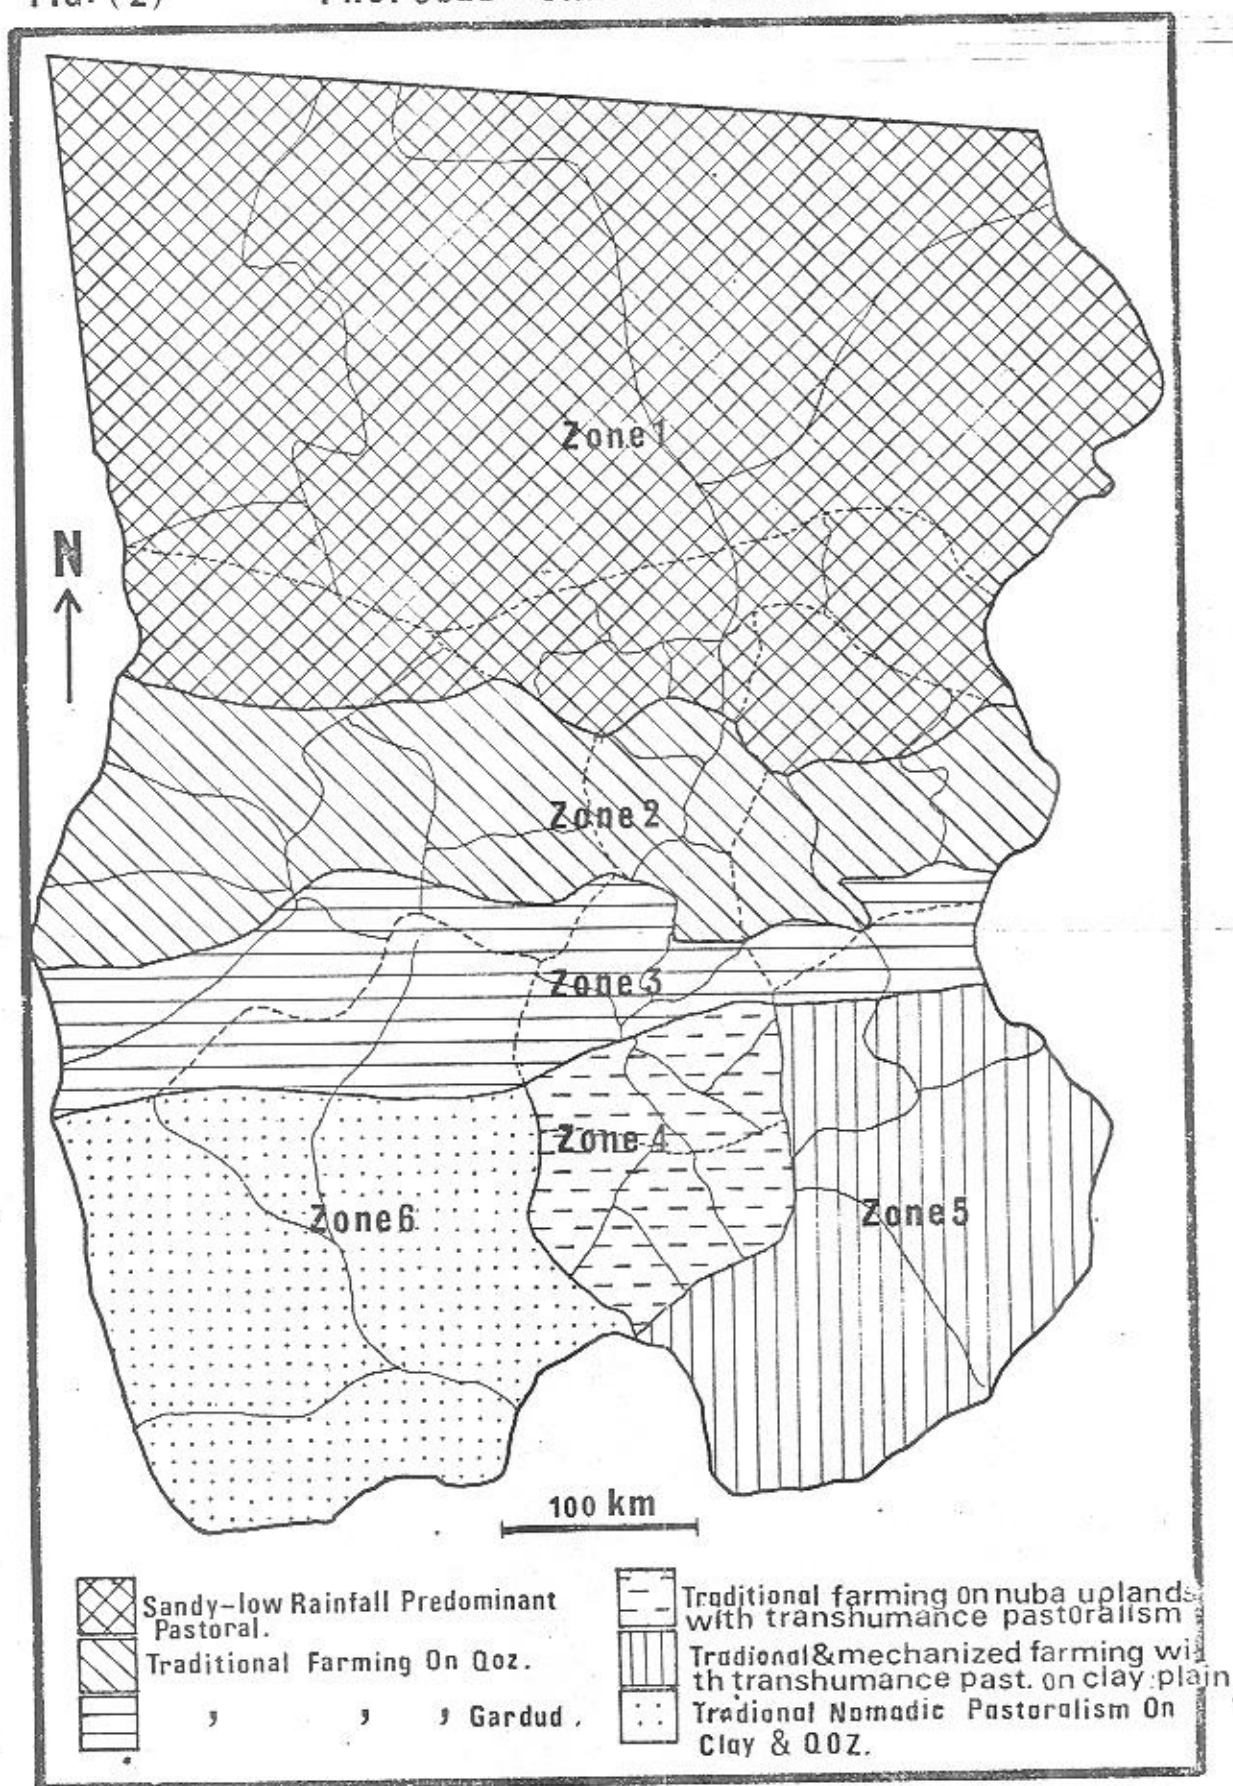 Zone 1
N
Zone 2
Zone 3
Zone 4
Zone 5
Zone 6
100 km
Sandy-low Rainfall Predominant
Pastoral.
Traditional Farming On Qoz.
, , , Gardud.
Traditional farming on nuba uplands
with transhumance pastoralism
Tradional & mechanized farming wi
th transhumance past. on clay plain
Tradional Nomadic Pastoralism On
Clay & QOZ.